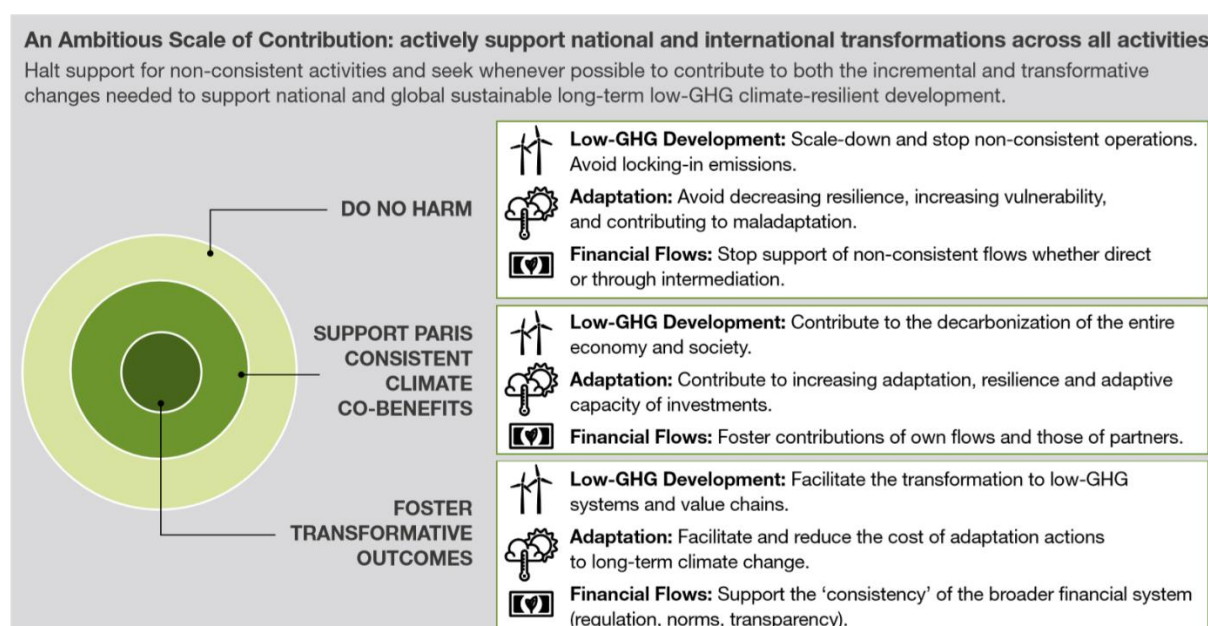 An Ambitious Scale of Contribution: actively support national and international transformations across all activities
Halt support for non-consistent activities and seek whenever possible to contribute to both the incremental and transformative
changes needed to support national and global sustainable long-term low-GHG climate-resilient development.
DO NO HARM
Low-GHG Development: Scale-down and stop non-consistent operations.
Avoid locking-in emissions.
Adaptation: Avoid decreasing resilience, increasing vulnerability,
and contributing to maladaptation.
Financial Flows: Stop support of non-consistent flows whether direct
or through intermediation.
SUPPORT PARIS
CONSISTENT
CLIMATE
CO-BENEFITS
Low-GHG Development: Contribute to the decarbonization of the entire
economy and society.
Adaptation: Contribute to increasing adaptation, resilience and adaptive
capacity of investments.
Financial Flows: Foster contributions of own flows and those of partners.
FOSTER
TRANSFORMATIVE
OUTCOMES
Low-GHG Development: Facilitate the transformation to low-GHG
systems and value chains.
Adaptation: Facilitate and reduce the cost of adaptation actions
to long-term climate change.
Financial Flows: Support the ‘consistency’ of the broader financial system
(regulation, norms, transparency).